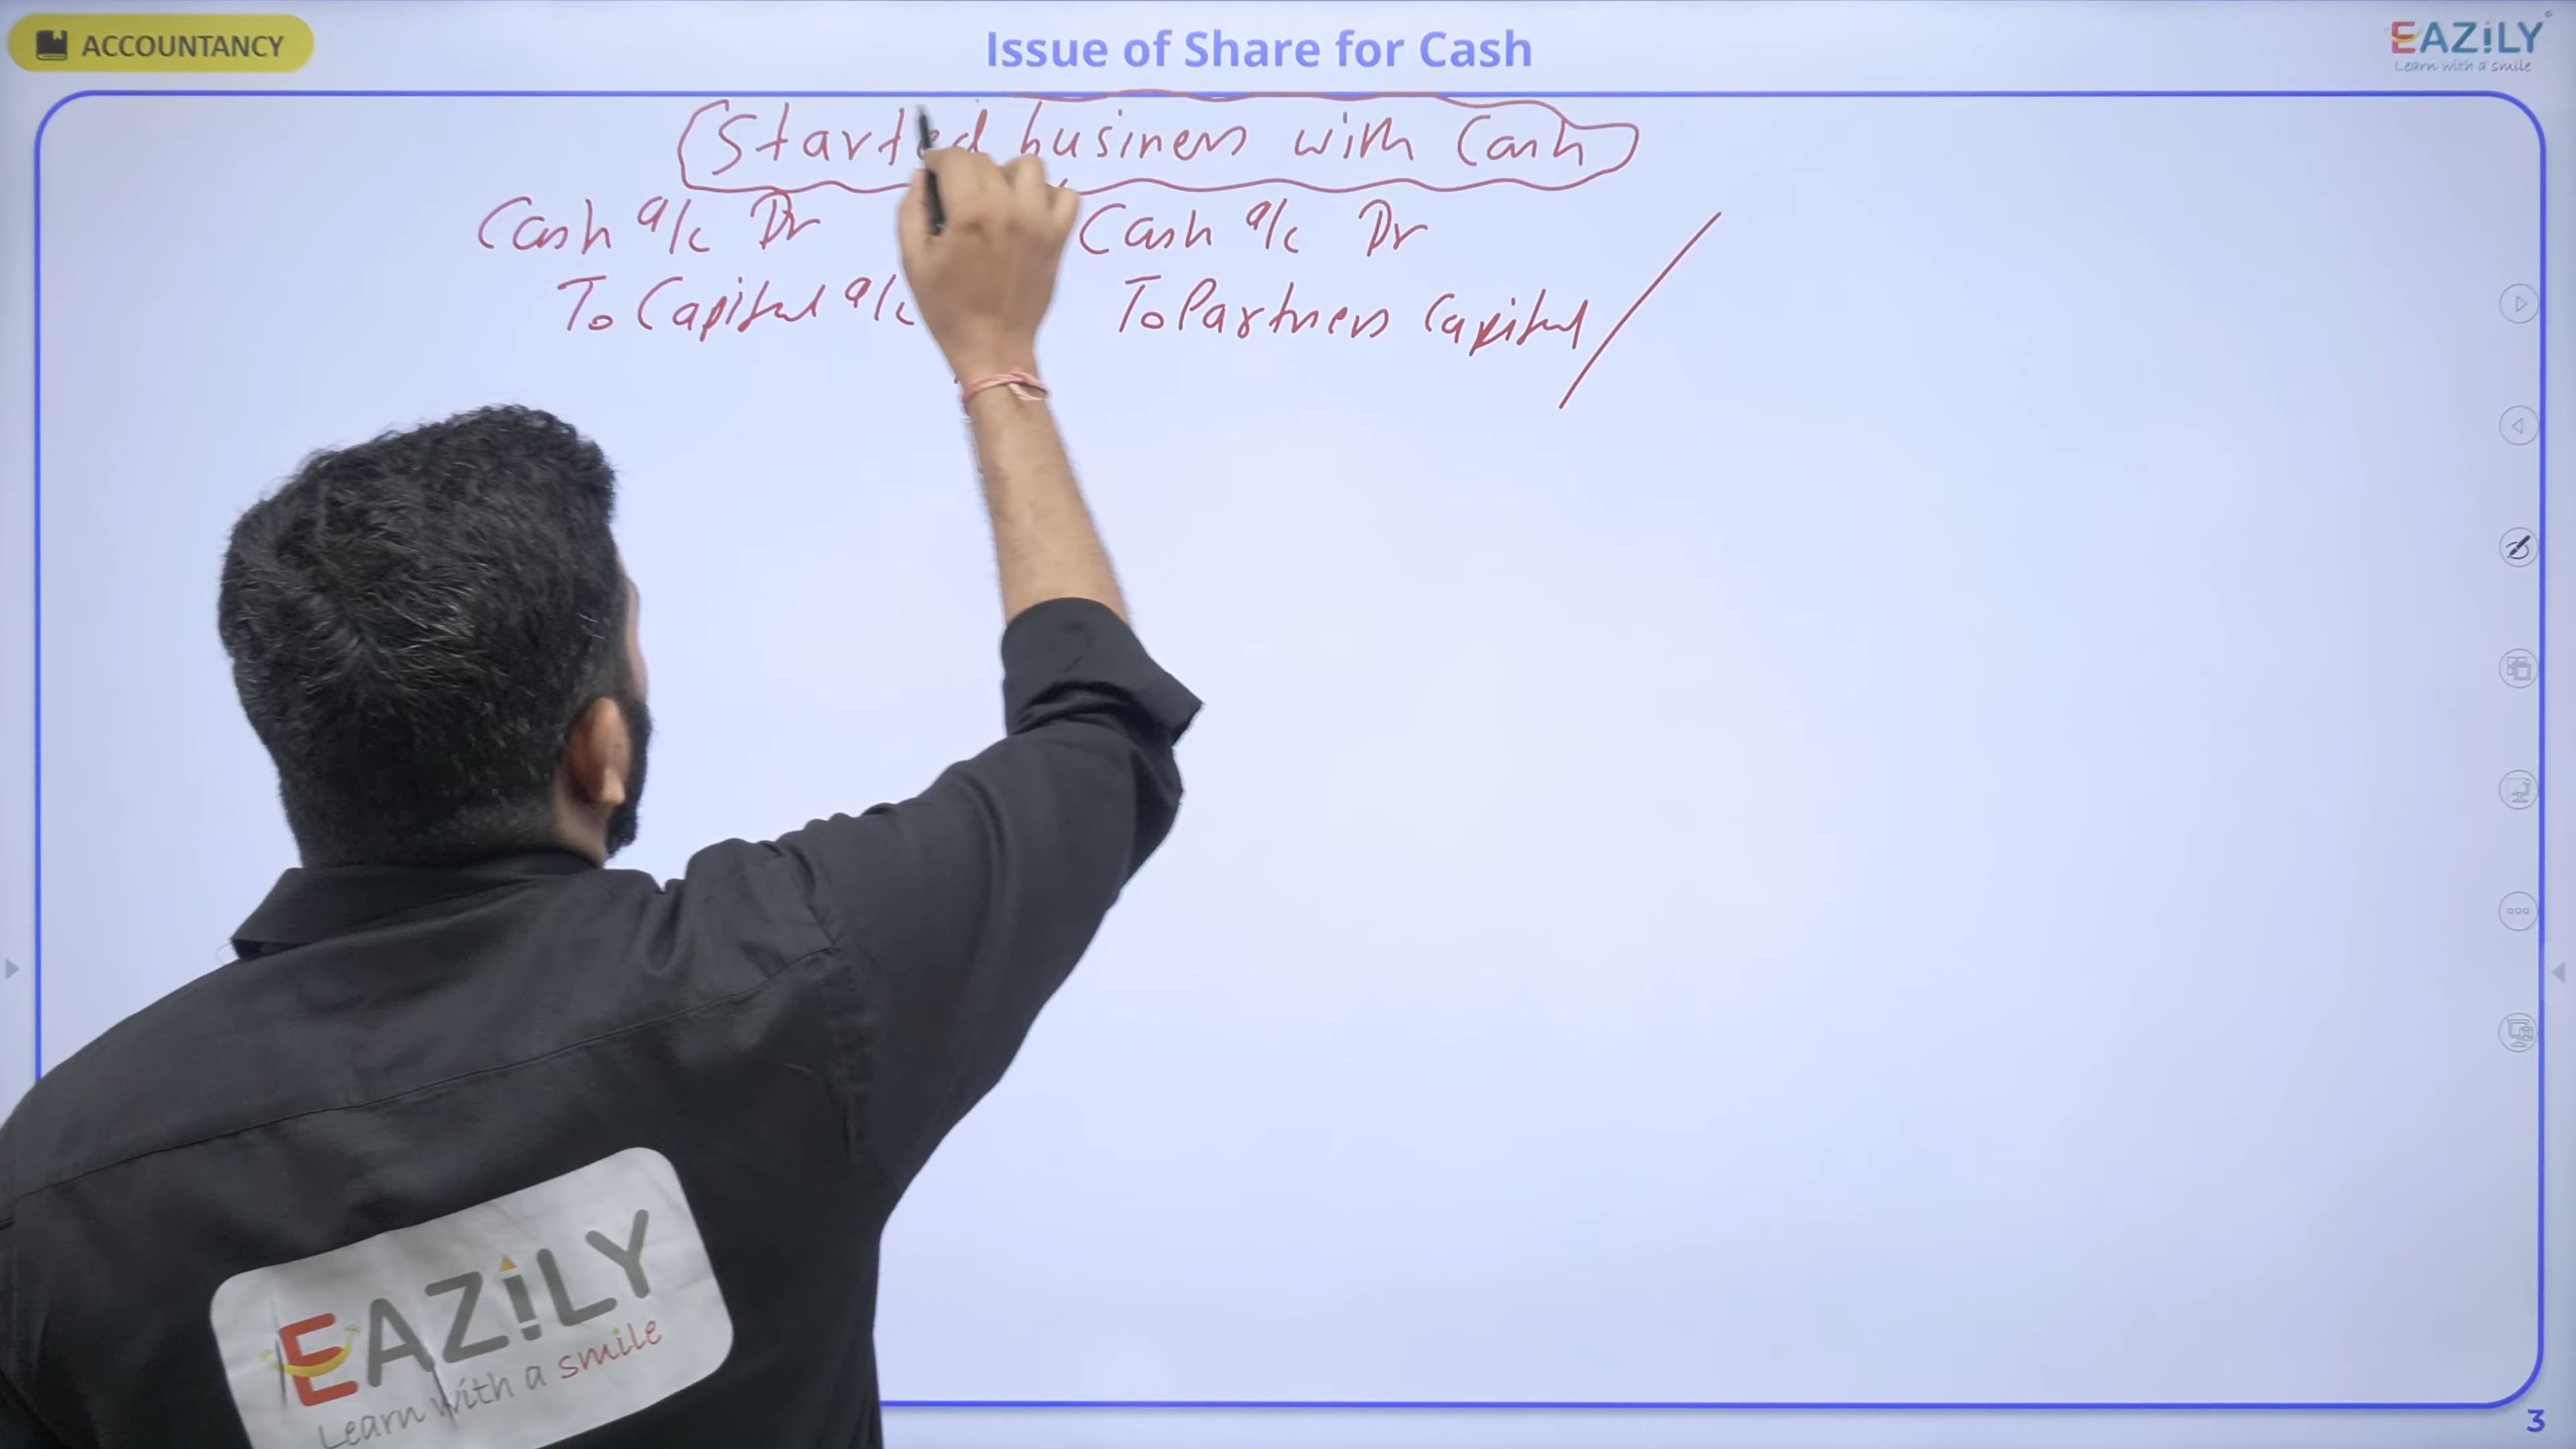 ACCOUNTANCY
Issue of Share for Cash
EAZiLY
Learn with a smile
Started business with Cash
Cash a/c Dr
To Capital a/c
Cash a/c Dr
To Partners Capital
EAZiLY
Learn with a smile
3